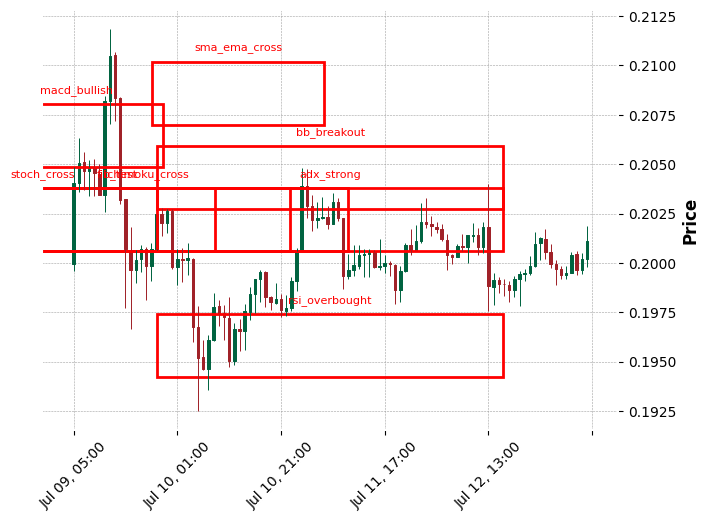 0.2125
sma_ema_cross
0.2100
macd_bullish
0.2075
bb_breakout
0.2050
stoch_cross
adx_strong
0.2025
Price
0.2000
rsi_overbought
0.1975
0.1950
0.1925
Jul 09, 05:00
Jul 10, 01:00
Jul 10, 21:00
Jul 11, 17:00
Jul 12, 13:00